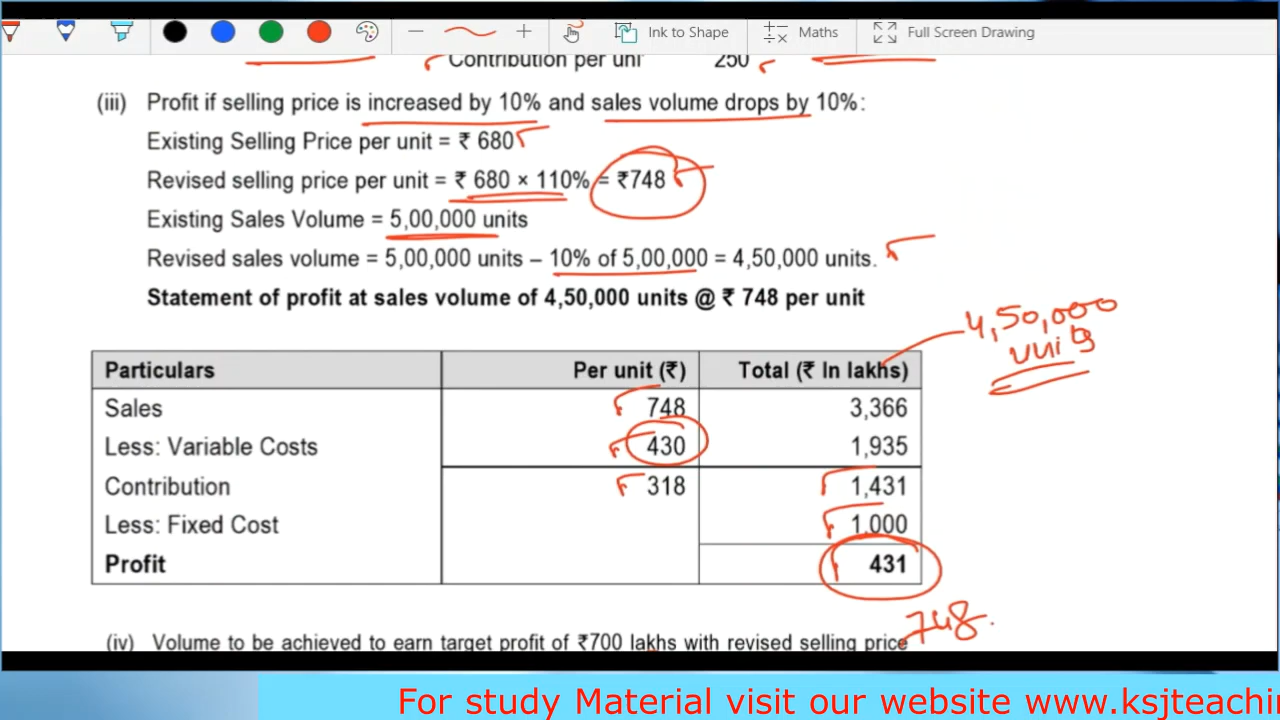 Ink to Shape Maths Full Screen Drawing
Contribution per uni 250
(iii) Profit if selling price is increased by 10% and sales volume drops by 10%:
Existing Selling Price per unit = ₹ 680
Revised selling price per unit = ₹ 680 × 110% = ₹748
Existing Sales Volume = 5,00,000 units
Revised sales volume = 5,00,000 units – 10% of 5,00,000 = 4,50,000 units.
Statement of profit at sales volume of 4,50,000 units @ ₹ 748 per unit
4,50,000
units
Particulars Per unit (₹) Total (₹ In lakhs)
Sales 748 3,366
Less: Variable Costs 430 1,935
Contribution 318 1,431
Less: Fixed Cost 1,000
Profit 431
748.
(iv) Volume to be achieved to earn target profit of ₹700 lakhs with revised selling price
For study Material visit our website www.ksjteachi